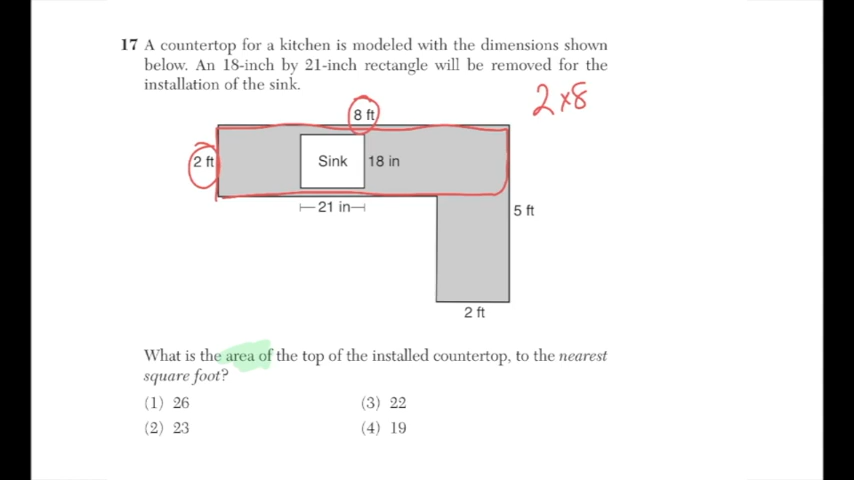 17 A countertop for a kitchen is modeled with the dimensions shown
below. An 18-inch by 21-inch rectangle will be removed for the
installation of the sink.
2x8
8 ft
2 ft
Sink
18 in
21 in
5 ft
2 ft
What is the area of the top of the installed countertop, to the nearest
square foot?
(1) 26
(3) 22
(2) 23
(4) 19